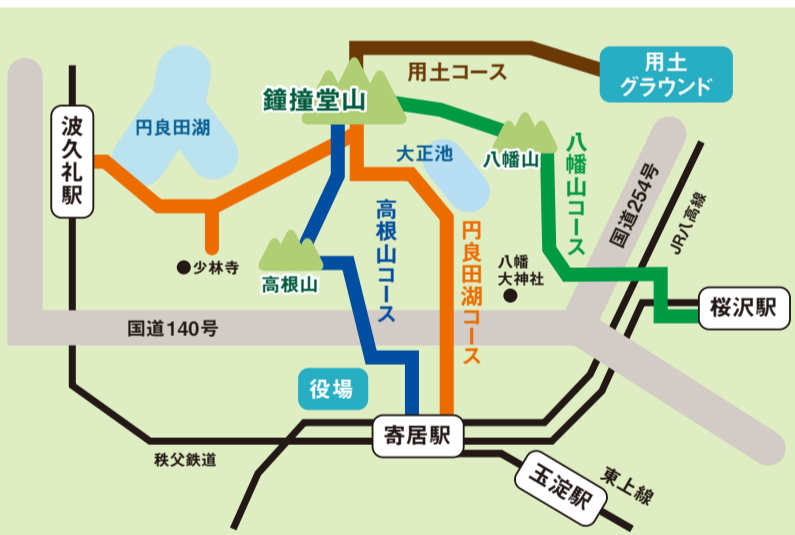 用土
グラウンド
用土コース
鐘撞堂山
円良田湖
波久礼駅
大正池
八幡山
八幡山コース
国道254号
JR八高線
高根山コース
円良田湖コース
少林寺
高根山
八幡
大神社
桜沢駅
国道140号
役場
寄居駅
秩父鉄道
玉淀駅
東上線